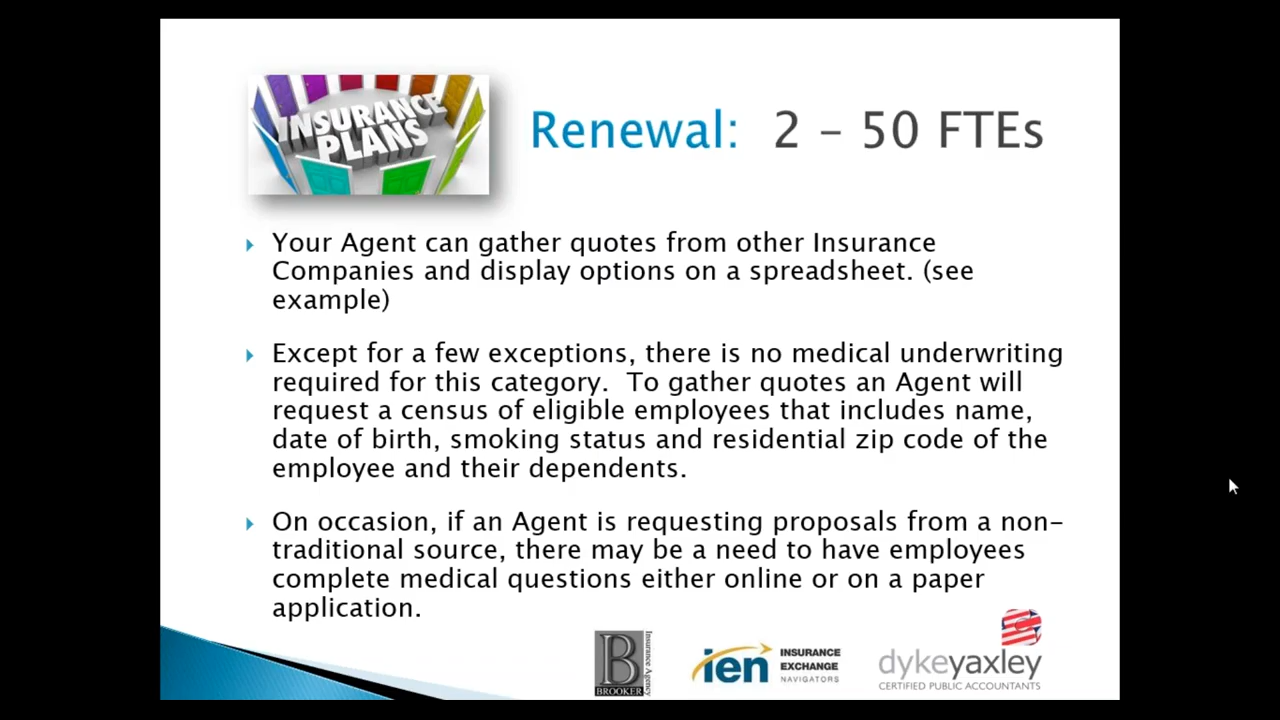 INSURANCE
PLANS
Renewal: 2 – 50 FTEs
Your Agent can gather quotes from other Insurance
Companies and display options on a spreadsheet. (see
example)
Except for a few exceptions, there is no medical underwriting
required for this category. To gather quotes an Agent will
request a census of eligible employees that includes name,
date of birth, smoking status and residential zip code of the
employee and their dependents.
On occasion, if an Agent is requesting proposals from a non-
traditional source, there may be a need to have employees
complete medical questions either online or on a paper
application.
B
BROOKER
Insurance Agency
ien
INSURANCE
EXCHANGE
NAVIGATORS
dykeyaxley
CERTIFIED PUBLIC ACCOUNTANTS